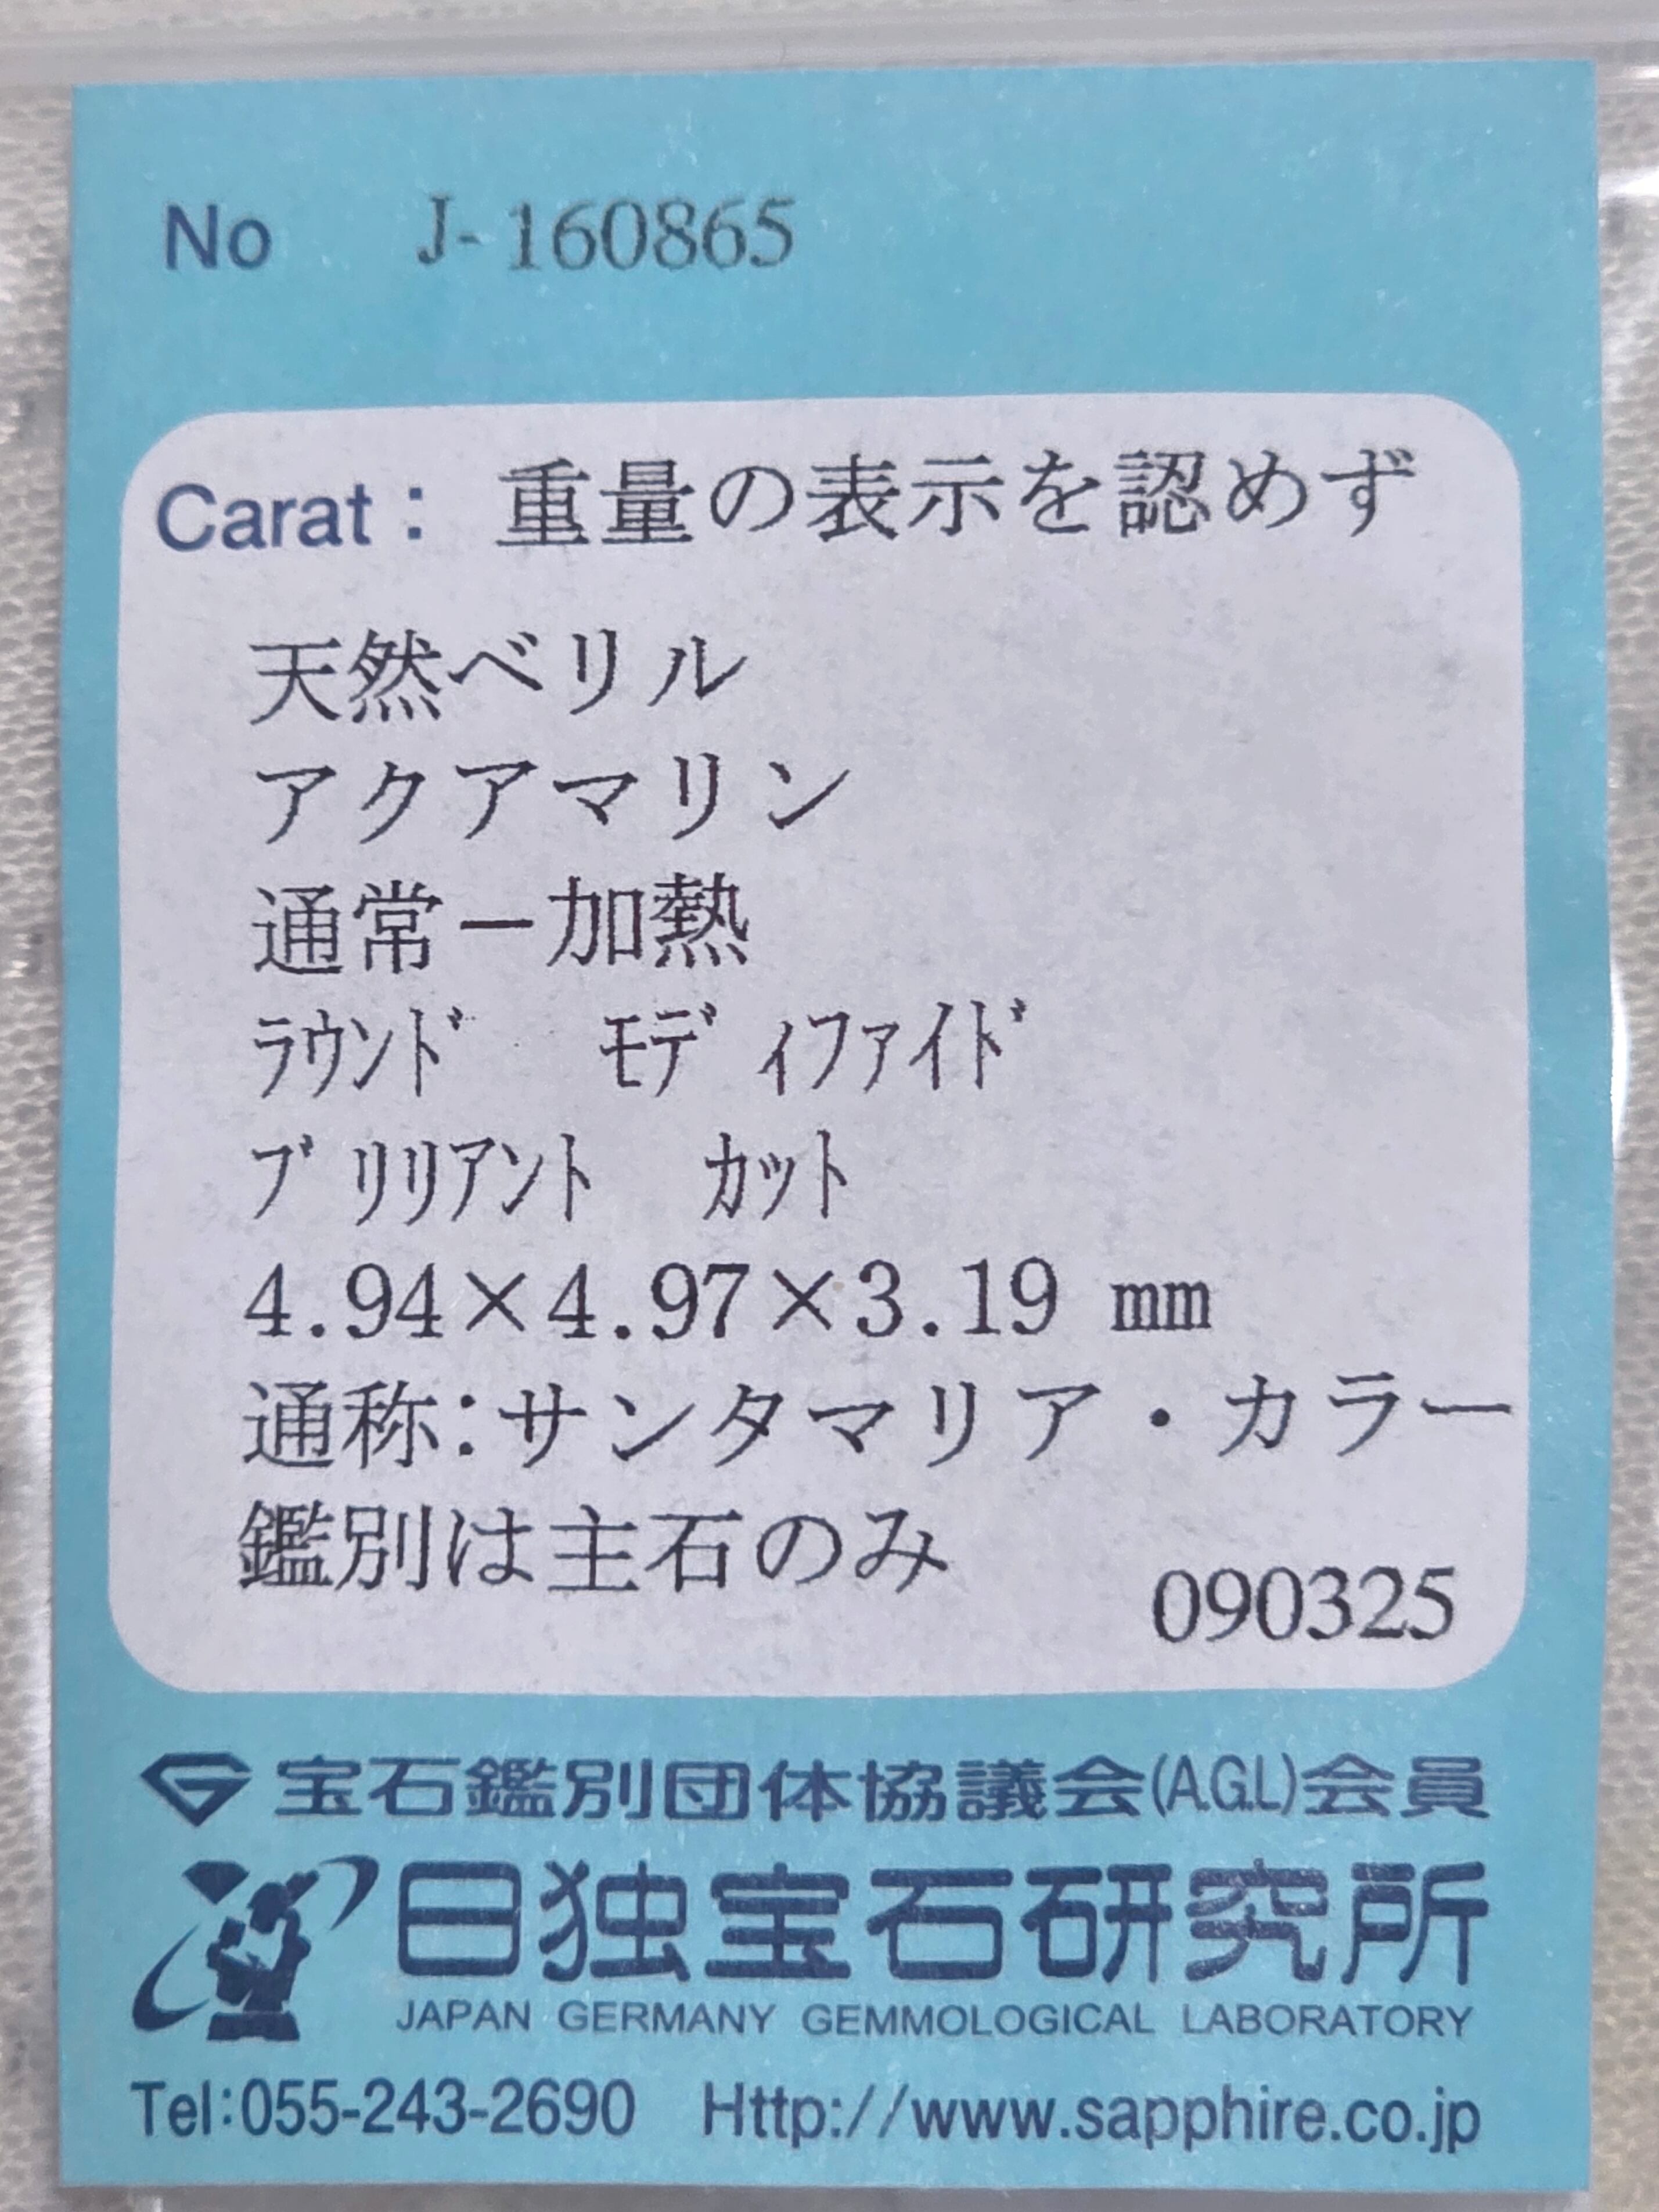 No J-160865
Carat: 重量の表示を認めず
天然ベリル
アクアマリン
通常－加熱
ﾗｳﾝﾄﾞ ﾓﾃﾞｨﾌｧｲﾄﾞ
ﾌﾞﾘﾘｱﾝﾄ ｶｯﾄ
4.94×4.97×3.19 mm
通称:サンタマリア・カラー
鑑別は主石のみ
090325
宝石鑑別団体協議会(A.G.L)会員
日独宝石研究所
JAPAN GERMANY GEMMOLOGICAL LABORATORY
Tel:055-243-2690 Http://www.sapphire.co.jp